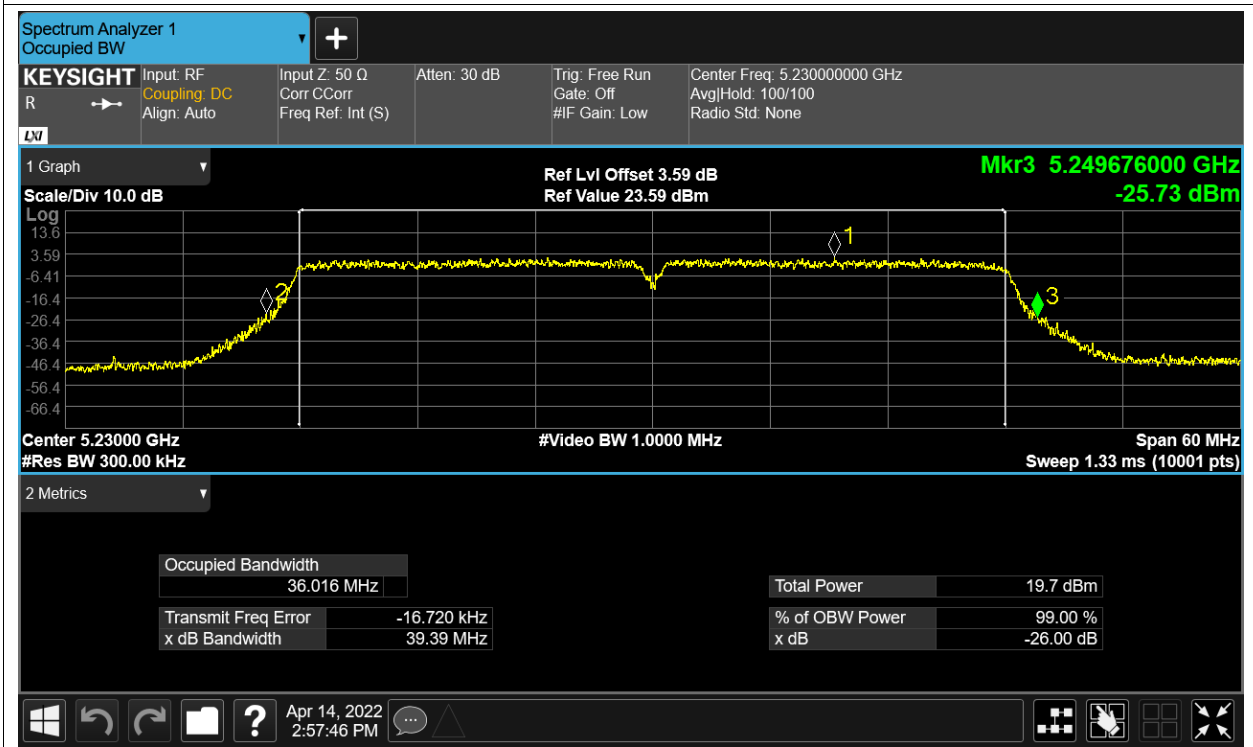 Spectrum Analyzer 1
Occupied BW
KEYSIGHT
R
LXI
Input: RF
Coupling: DC
Align: Auto
Input Z: 50 Ω
Corr CCorr
Freq Ref: Int (S)
Atten: 30 dB
Trig: Free Run
Gate: Off
#IF Gain: Low
Center Freq: 5.230000000 GHz
Avg|Hold: 100/100
Radio Std: None
1 Graph
Scale/Div 10.0 dB
Ref Lvl Offset 3.59 dB
Ref Value 23.59 dBm
Mkr3 5.249676000 GHz
-25.73 dBm
Log
13.6
3.59
-6.41
-16.4
-26.4
-36.4
-46.4
-56.4
-66.4
1
2
3
Center 5.23000 GHz
#Video BW 1.0000 MHz
Span 60 MHz
#Res BW 300.00 kHz
Sweep 1.33 ms (10001 pts)
2 Metrics
Occupied Bandwidth
36.016 MHz
Total Power 19.7 dBm
Transmit Freq Error -16.720 kHz
% of OBW Power 99.00 %
x dB Bandwidth 39.39 MHz
x dB -26.00 dB
Apr 14, 2022
2:57:46 PM